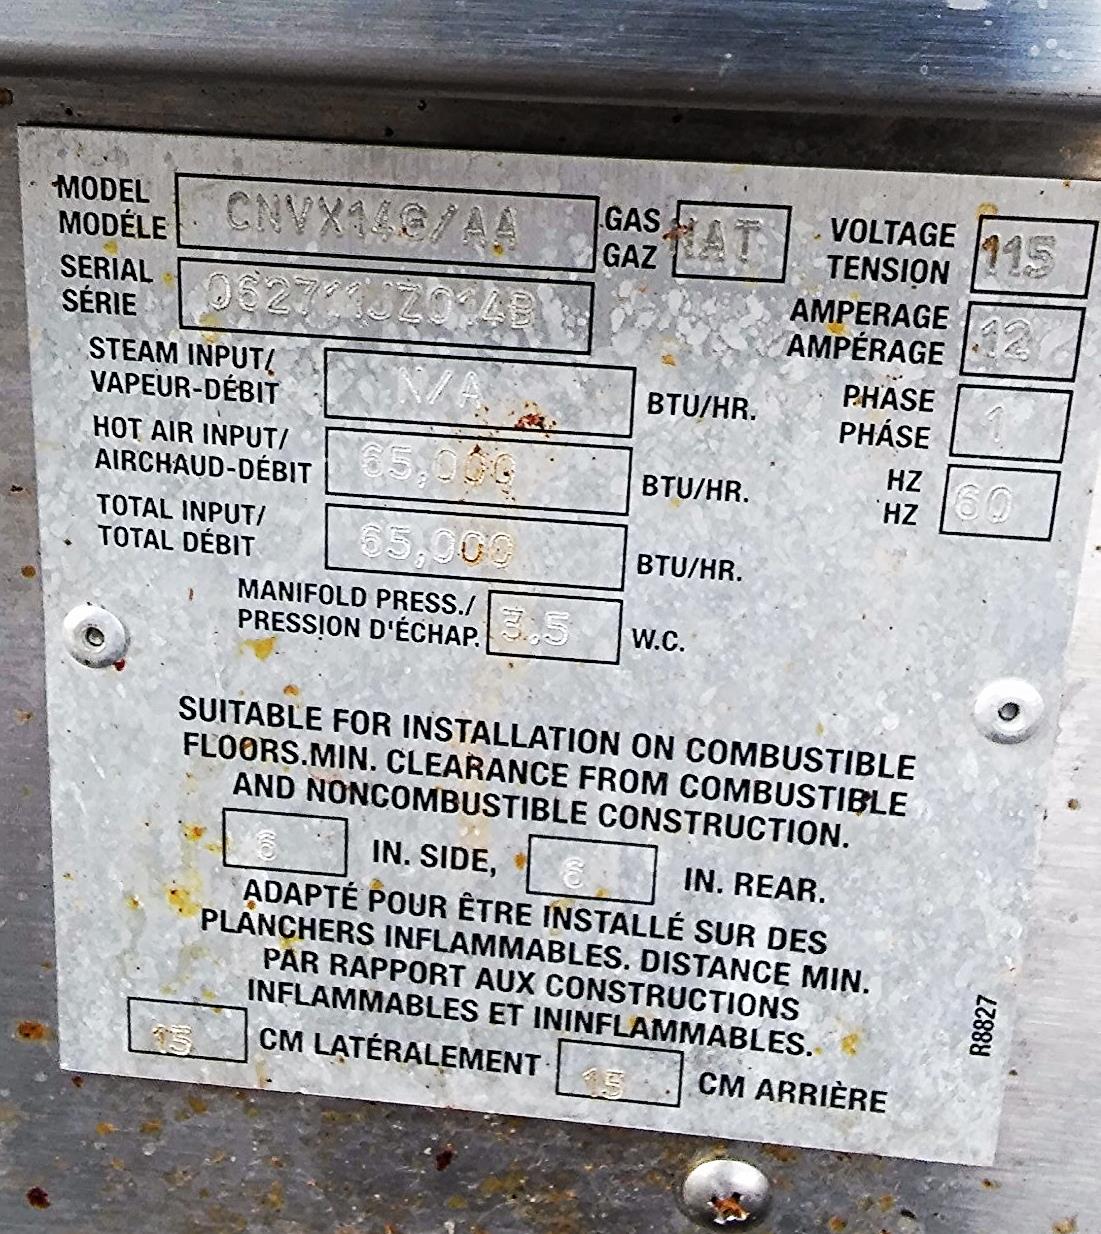 MODEL
MODÉLE
CNVX14G/AA
GAS
GAZ
NAT
VOLTAGE
TENSION
115
SERIAL
SÉRIE
062711JZ014B
AMPERAGE
AMPÉRAGE
12
STEAM INPUT/
VAPEUR-DÉBIT
N/A
BTU/HR.
PHASE
PHÁSE
1
HOT AIR INPUT/
AIRCHAUD-DÉBIT
65,000
BTU/HR.
HZ
HZ
60
TOTAL INPUT/
TOTAL DÉBIT
65,000
BTU/HR.
MANIFOLD PRESS./
PRESSION D'ÉCHAP.
3.5
W.C.
SUITABLE FOR INSTALLATION ON COMBUSTIBLE
FLOORS.MIN. CLEARANCE FROM COMBUSTIBLE
AND NONCOMBUSTIBLE CONSTRUCTION.
6 IN. SIDE, 6 IN. REAR.
ADAPTÉ POUR ÊTRE INSTALLÉ SUR DES
PLANCHERS INFLAMMABLES. DISTANCE MIN.
PAR RAPPORT AUX CONSTRUCTIONS
INFLAMMABLES ET ININFLAMMABLES.
15 CM LATÉRALEMENT 15 CM ARRIÈRE
R8827